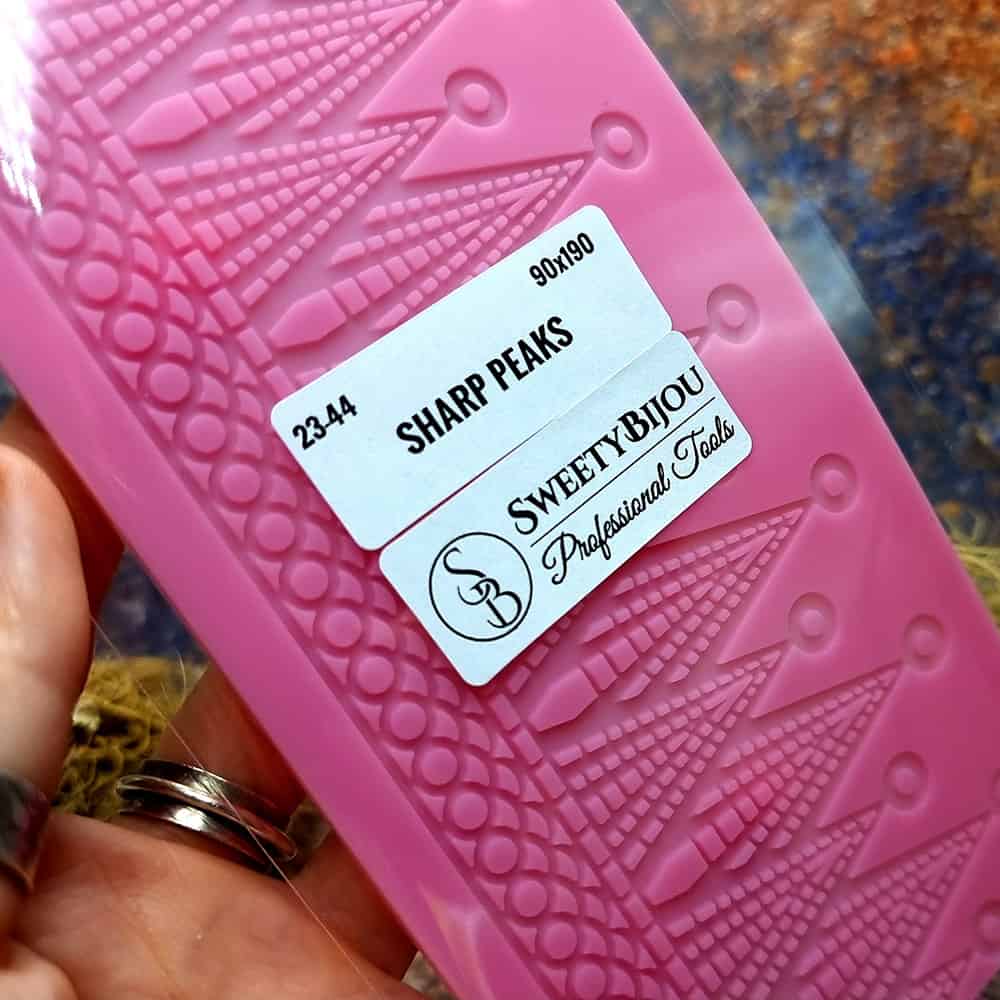 90x190
SHARP PEAKS
23-44
SWEETYBIJOU
Professional Tools
SB